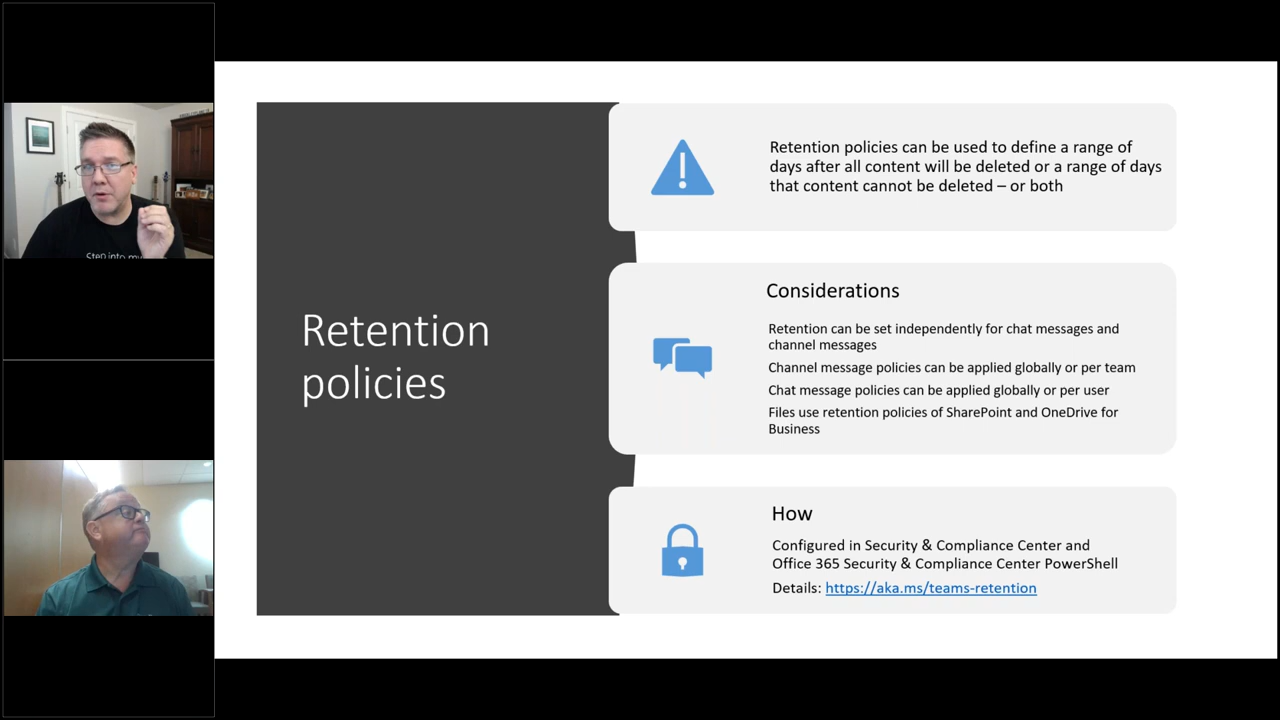 Step into my
Retention
policies
Retention policies can be used to define a range of
days after all content will be deleted or a range of days
that content cannot be deleted – or both
Considerations
Retention can be set independently for chat messages and
channel messages
Channel message policies can be applied globally or per team
Chat message policies can be applied globally or per user
Files use retention policies of SharePoint and OneDrive for
Business
How
Configured in Security & Compliance Center and
Office 365 Security & Compliance Center PowerShell
Details: https://aka.ms/teams-retention